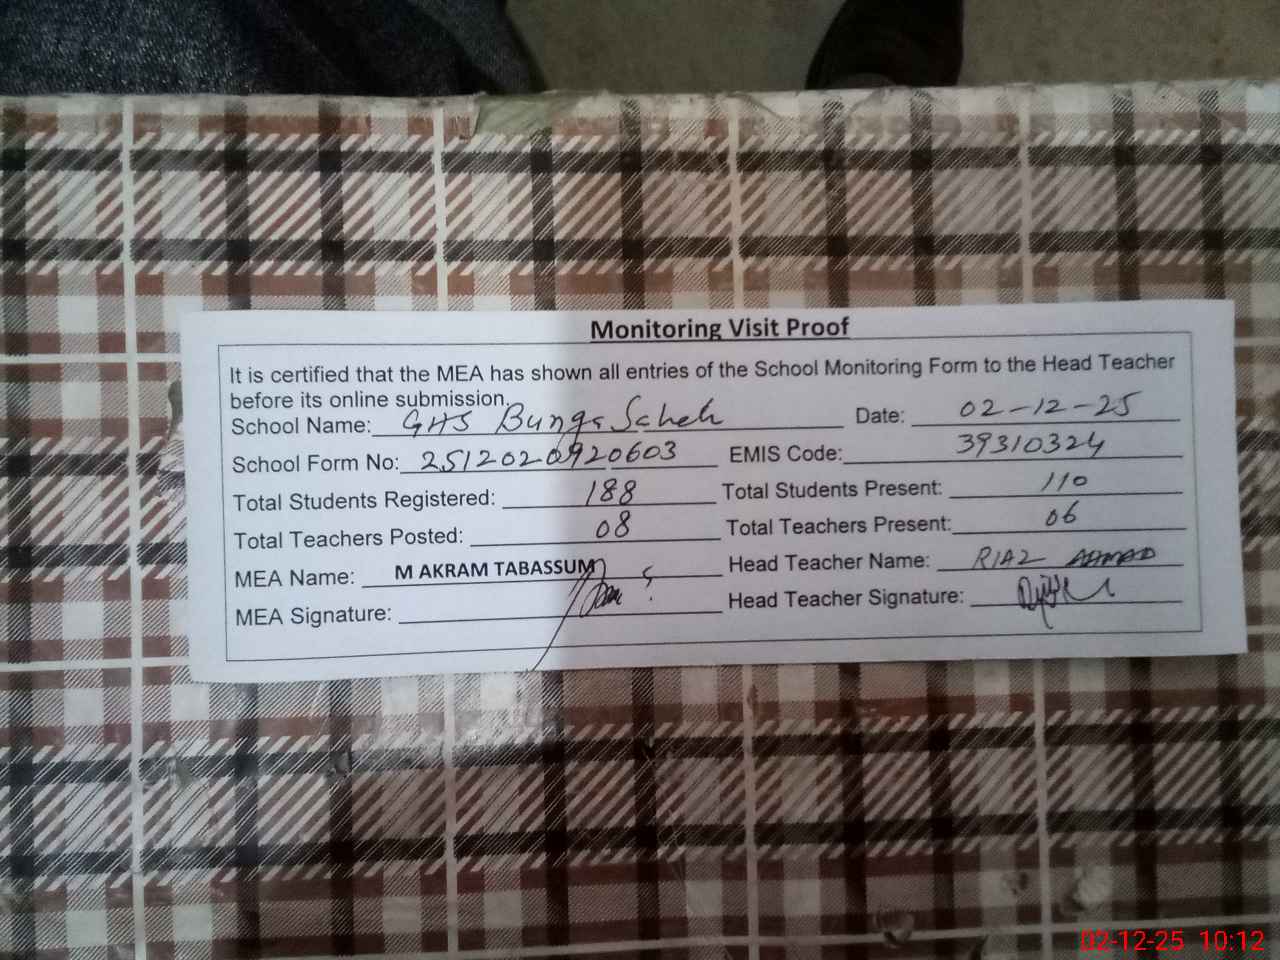 Monitoring Visit Proof
It is certified that the MEA has shown all entries of the School Monitoring Form to the Head Teacher
before its online submission.
School Name: GHS Bunga Saheh Date: 02-12-25
School Form No: 2512020920603 EMIS Code: 39310324
Total Students Registered: 188 Total Students Present: 110
Total Teachers Posted: 08 Total Teachers Present: 06
MEA Name: M AKRAM TABASSUM Head Teacher Name: RIAZ AHMAD
MEA Signature: Head Teacher Signature:
02-12-25 10:12